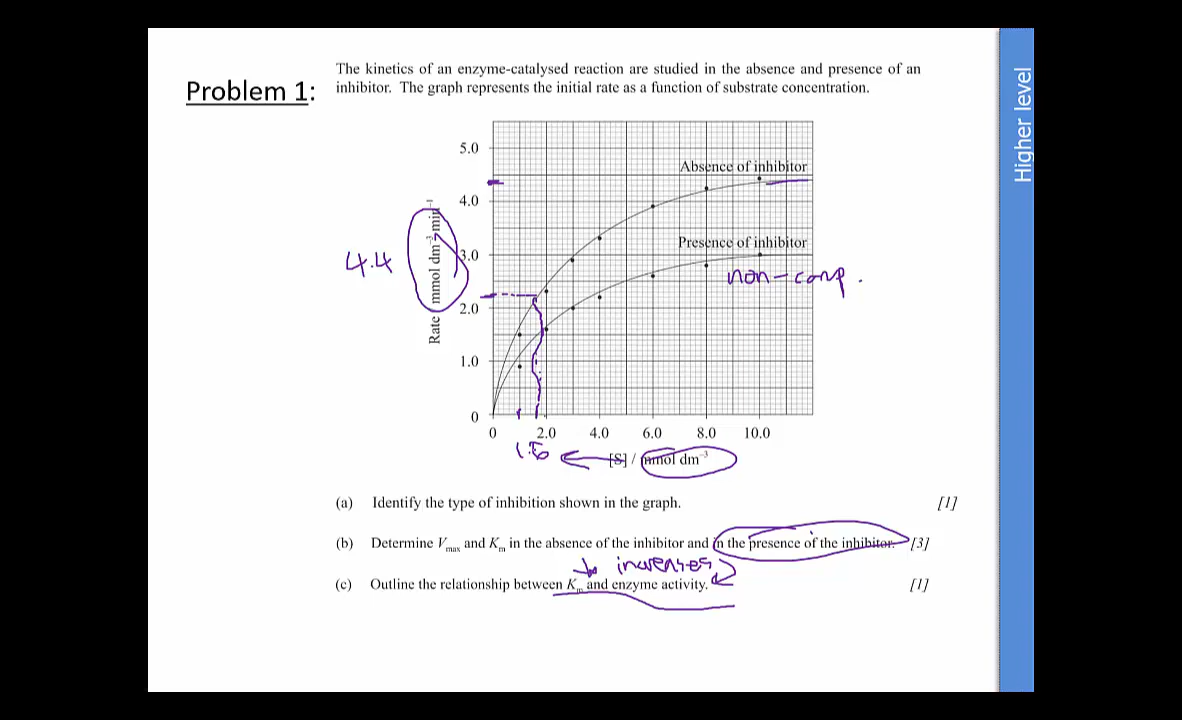 Problem 1:
The kinetics of an enzyme-catalysed reaction are studied in the absence and presence of an
inhibitor. The graph represents the initial rate as a function of substrate concentration.
Higher level
5.0
4.0
3.0
2.0
1.0
0
Rate / mmol dm⁻³ min⁻¹
4.4
Absence of inhibitor
Presence of inhibitor
non-comp.
0 2.0 4.0 6.0 8.0 10.0
[S] / mmol dm⁻³
(a) Identify the type of inhibition shown in the graph. [1]
(b) Determine Vmax and Km in the absence of the inhibitor and in the presence of the inhibitor. [3]
increases
(c) Outline the relationship between Km and enzyme activity. [1]